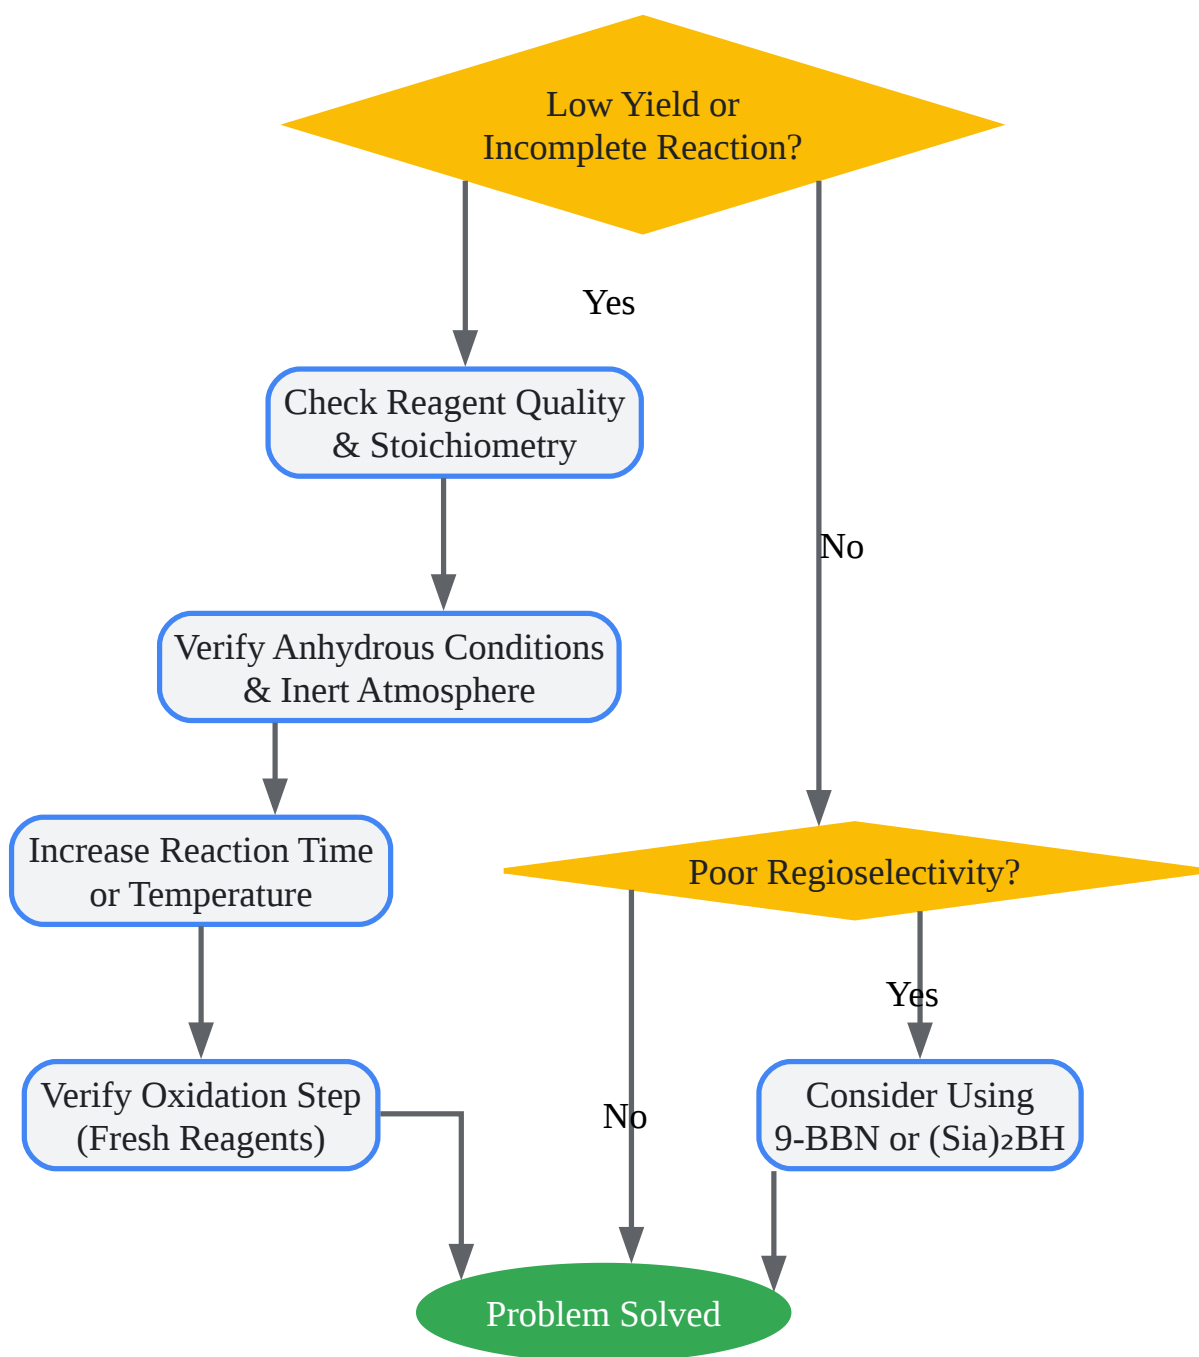 Low Yield or
Incomplete Reaction?
Yes
Check Reagent Quality
& Stoichiometry
No
Verify Anhydrous Conditions
& Inert Atmosphere
Increase Reaction Time
or Temperature
Poor Regioselectivity?
Yes
Verify Oxidation Step
(Fresh Reagents)
No
Consider Using
9-BBN or (Sia)₂BH
Problem Solved